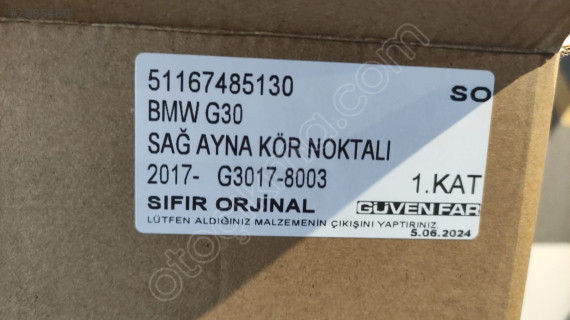 51167485130 SO
BMW G30
SAĞ AYNA KÖR NOKTALI
2017- G3017-8003 1.KAT
SIFIR ORJİNAL GÜVEN FAR
LÜTFEN ALDIĞINIZ MALZEMENİN ÇIKIŞINI YAPTIRINIZ
5.06.2024